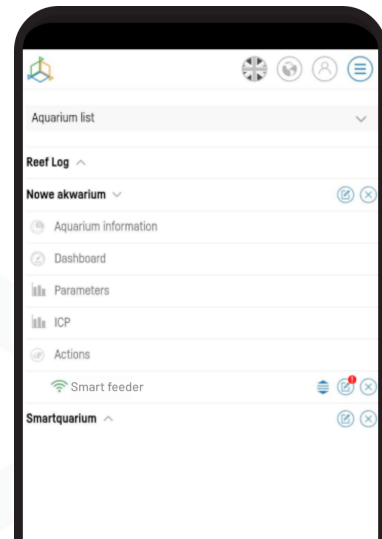 Aquarium list
Reef Log
Nowe akwarium
Aquarium information
Dashboard
Parameters
ICP
Actions
Smart feeder
Smartquarium